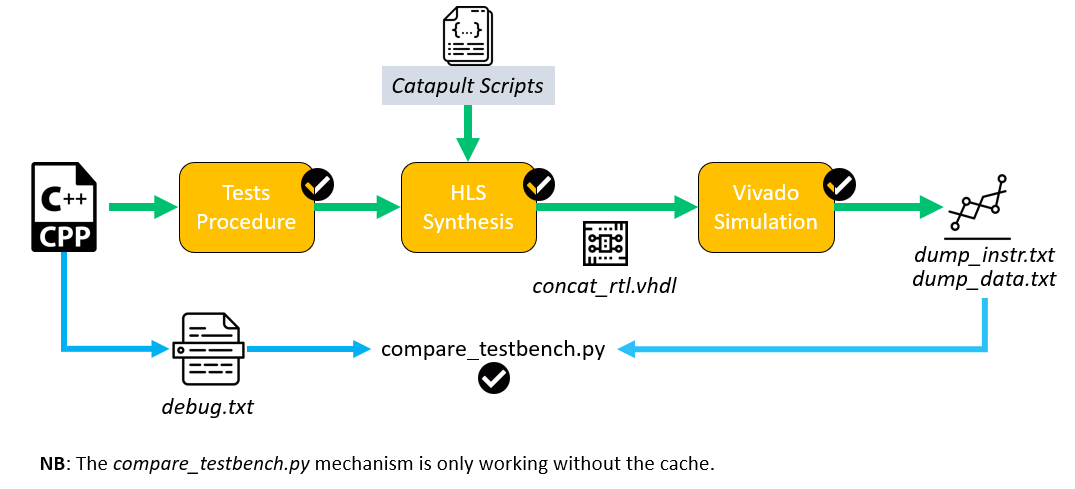 {...}
Catapult Scripts
C++
CPP
Tests
Procedure
HLS
Synthesis
Vivado
Simulation
concat_rtl.vhdl
dump_instr.txt
dump_data.txt
compare_testbench.py
debug.txt
NB: The compare_testbench.py mechanism is only working without the cache.